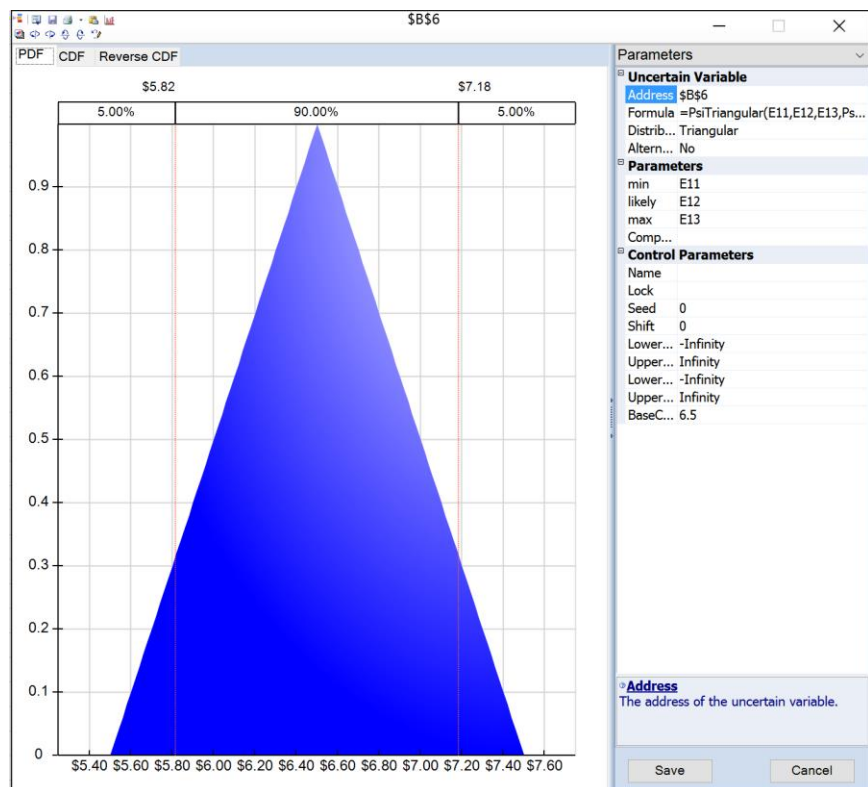 $B$6
PDF CDF Reverse CDF
Parameters
$5.82 $7.18
5.00% 90.00% 5.00%
0.9
0.8
0.7
0.6
0.5
0.4
0.3
0.2
0.1
0
$5.40 $5.60 $5.80 $6.00 $6.20 $6.40 $6.60 $6.80 $7.00 $7.20 $7.40 $7.60
Uncertain Variable
Address $B$6
Formula =PsiTriangular(E11,E12,E13,Ps...
Distrib... Triangular
Altern... No
Parameters
min E11
likely E12
max E13
Comp...
Control Parameters
Name
Lock
Seed 0
Shift 0
Lower... -Infinity
Upper... Infinity
Lower... -Infinity
Upper... Infinity
BaseC... 6.5
Address
The address of the uncertain variable.
Save Cancel